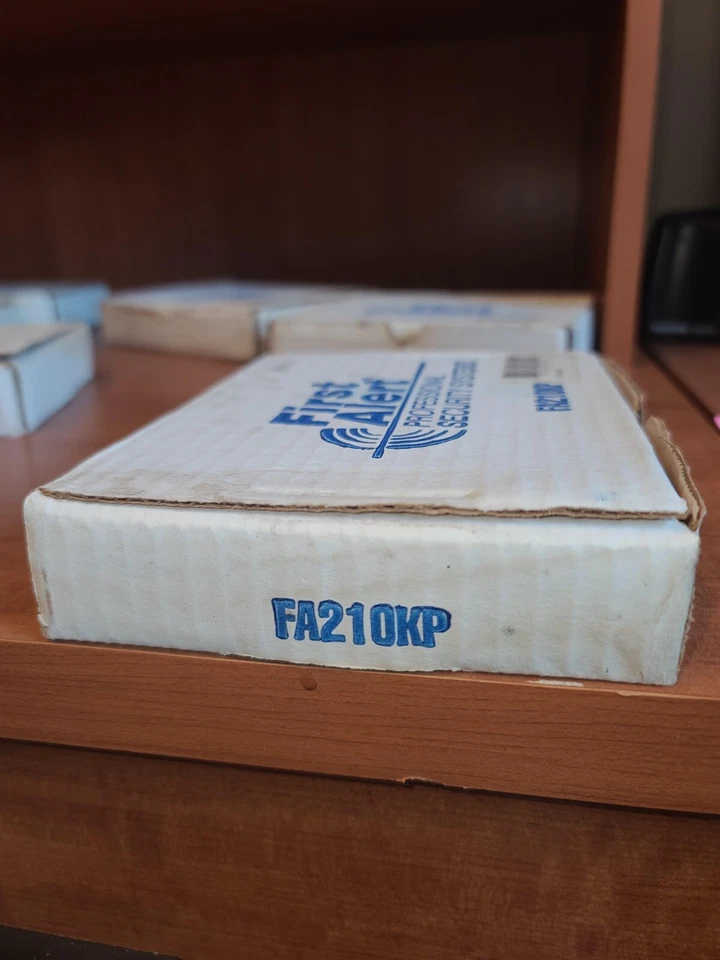 First
Alert
PROFESSIONAL
SECURITY SYSTEMS
FA210KP
FA210KP